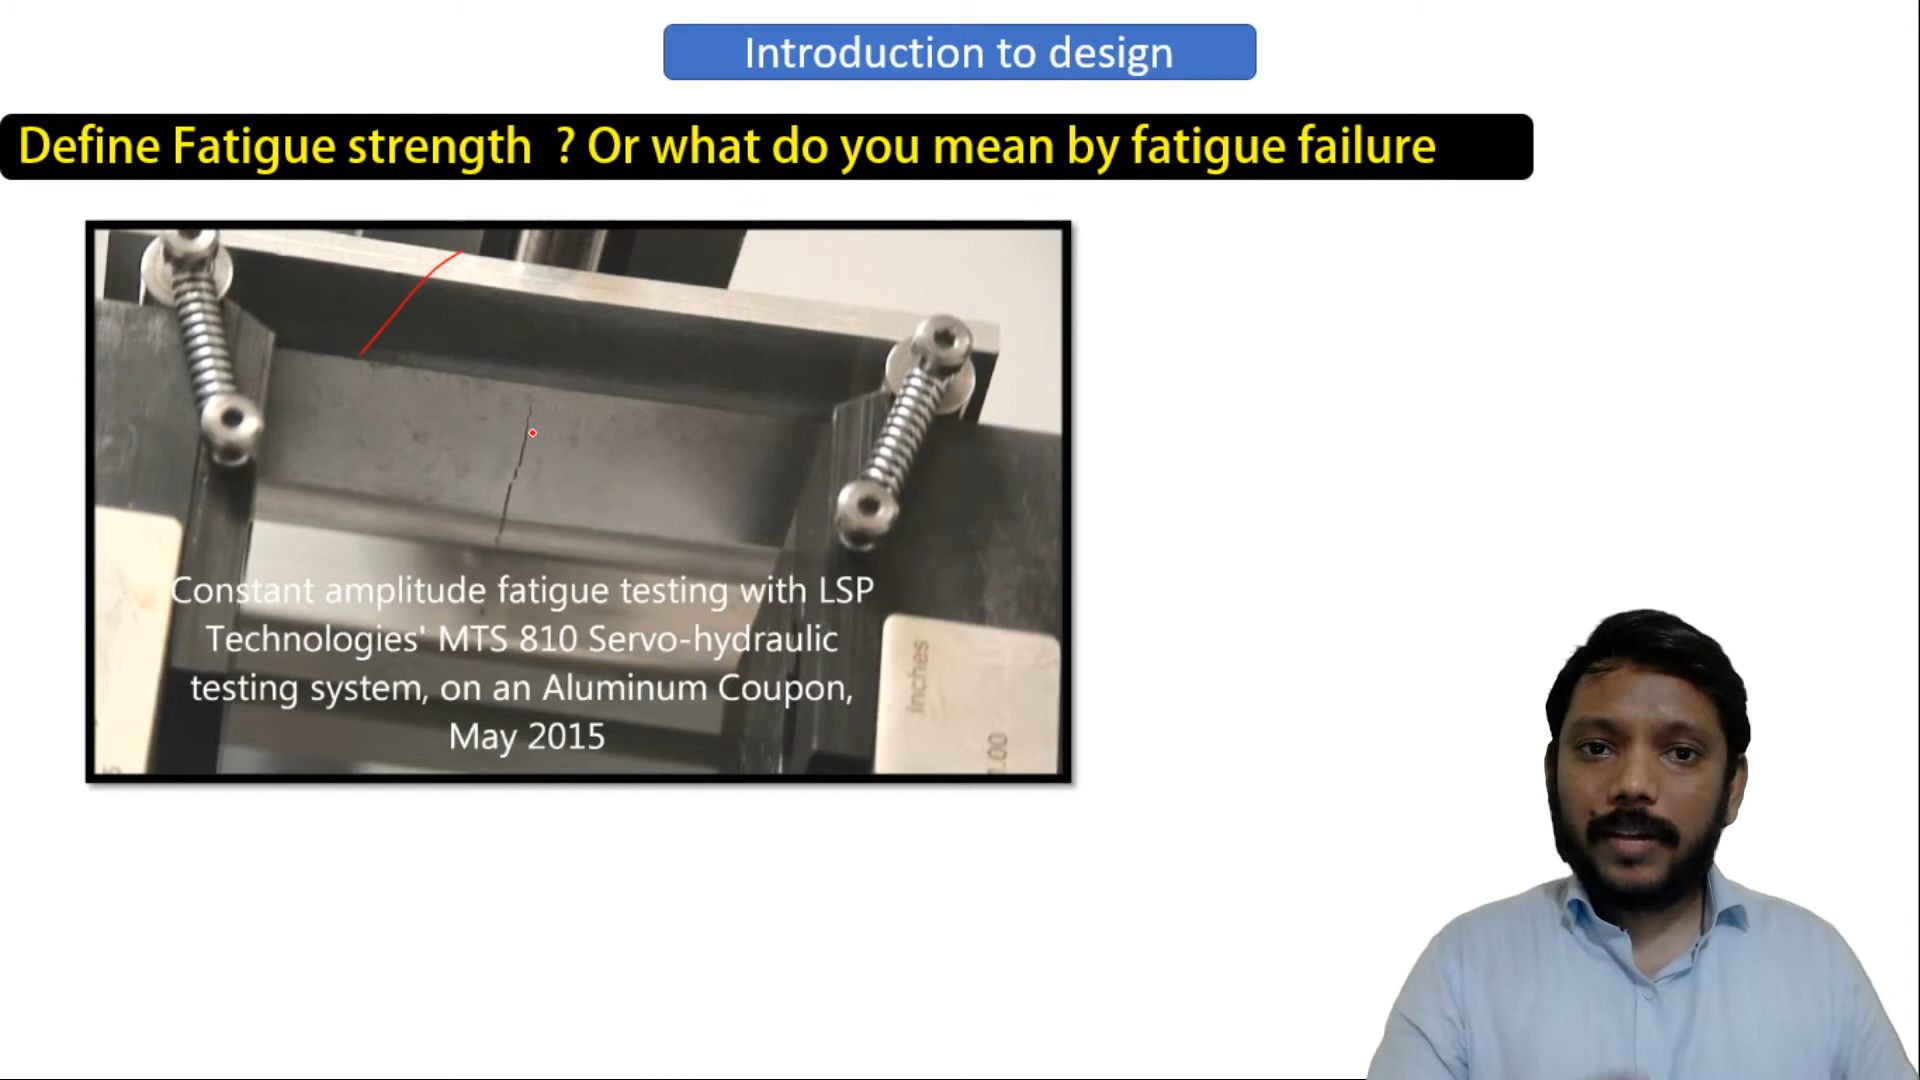 Introduction to design
Define Fatigue strength ? Or what do you mean by fatigue failure
Constant amplitude fatigue testing with LSP
Technologies' MTS 810 Servo-hydraulic
testing system, on an Aluminum Coupon,
May 2015
Inches